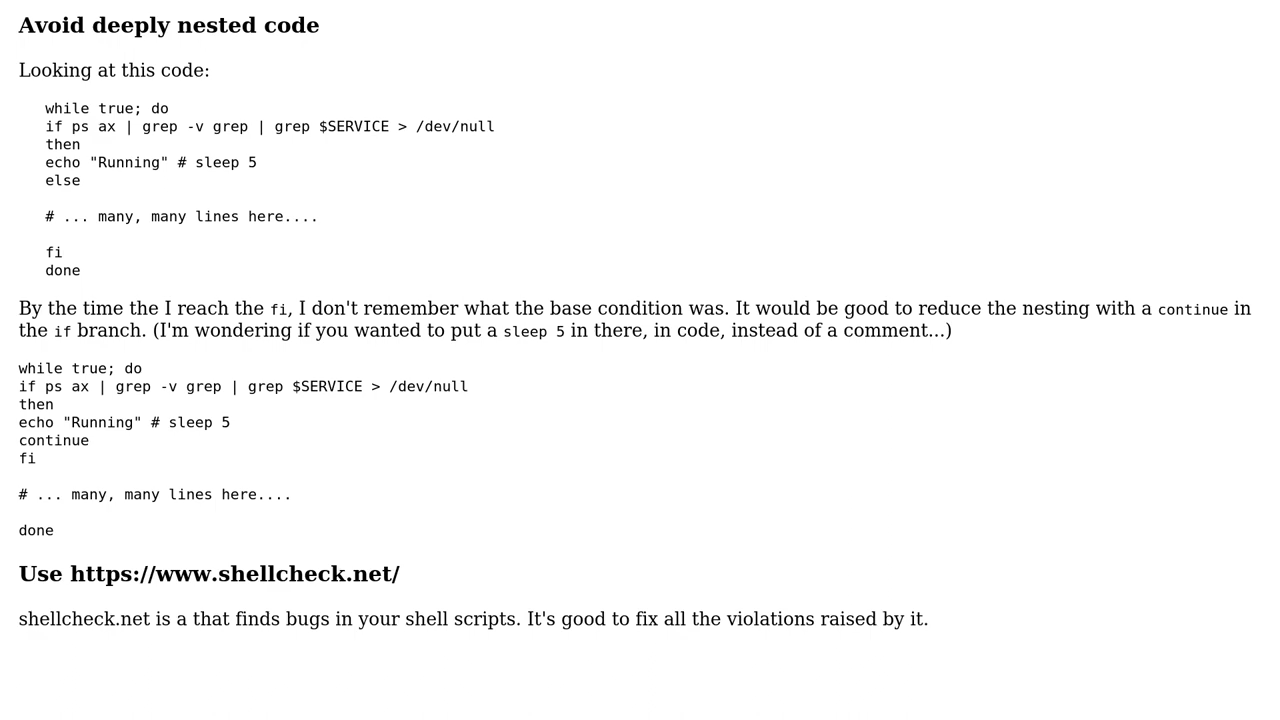 Avoid deeply nested code
Looking at this code:
while true; do
if ps ax | grep -v grep | grep $SERVICE > /dev/null
then
echo "Running" # sleep 5
else
# ... many, many lines here....
fi
done
By the time the I reach the fi, I don't remember what the base condition was. It would be good to reduce the nesting with a continue in
the if branch. (I'm wondering if you wanted to put a sleep 5 in there, in code, instead of a comment...)
while true; do
if ps ax | grep -v grep | grep $SERVICE > /dev/null
then
echo "Running" # sleep 5
continue
fi
# ... many, many lines here....
done
Use https://www.shellcheck.net/
shellcheck.net is a that finds bugs in your shell scripts. It's good to fix all the violations raised by it.